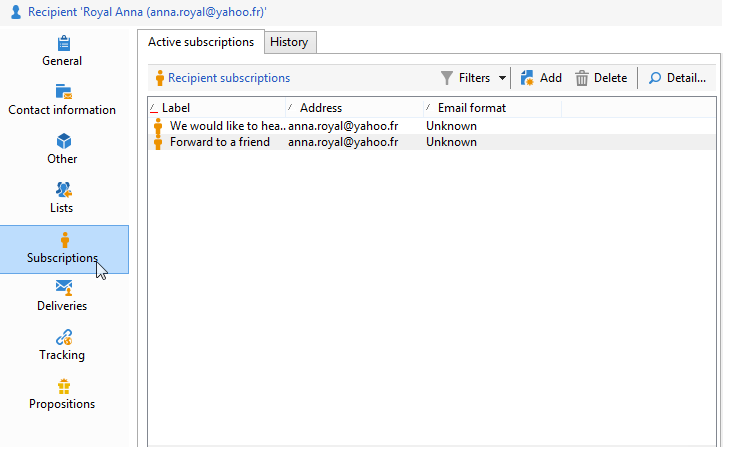 Recipient 'Royal Anna (anna.royal@yahoo.fr)'
General
Contact information
Other
Lists
Subscriptions
Deliveries
Tracking
Propositions
Active subscriptions History
Recipient subscriptions Filters Add Delete Detail...
Label Address Email format
We would like to hea.. anna.royal@yahoo.fr Unknown
Forward to a friend anna.royal@yahoo.fr Unknown